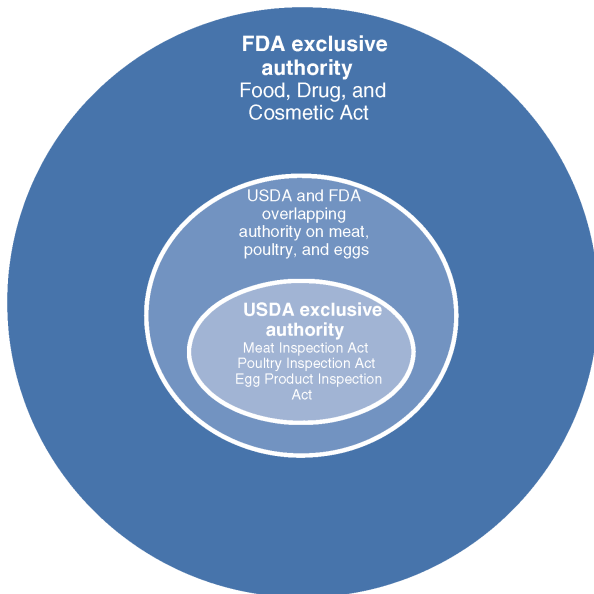 FDA exclusive
authority
Food, Drug, and
Cosmetic Act
USDA and FDA
overlapping
authority on meat,
poultry, and eggs
USDA exclusive
authority
Meat Inspection Act
Poultry Inspection Act
Egg Product Inspection
Act